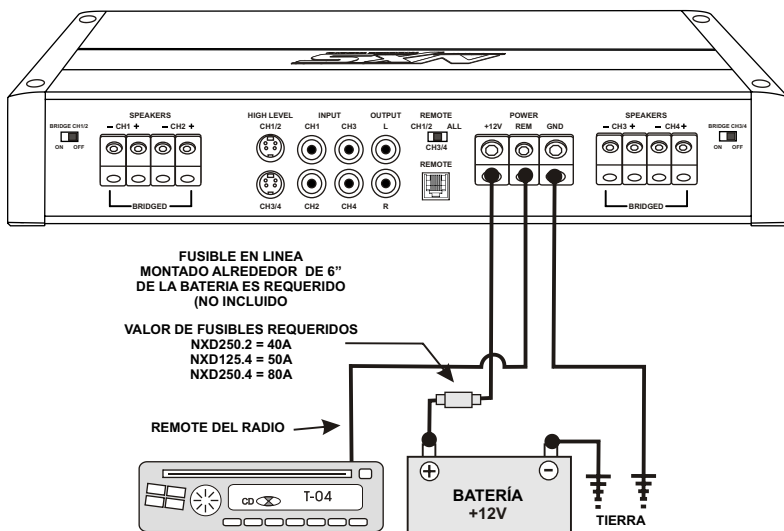 SPEAKERS
BRIDGE CH1/2
ON OFF
– CH1 + – CH2 +
BRIDGED
HIGH LEVEL
CH1/2
CH3/4
INPUT
CH1 CH3
CH2 CH4
OUTPUT
L
R
REMOTE
CH1/2 ALL
CH3/4
REMOTE
POWER
+12V REM GND
SPEAKERS
– CH3 + – CH4 +
BRIDGED
BRIDGE CH3/4
ON OFF
FUSIBLE EN LINEA
MONTADO ALREDEDOR DE 6”
DE LA BATERIA ES REQUERIDO
(NO INCLUIDO
VALOR DE FUSIBLES REQUERIDOS
NXD250.2 = 40A
NXD125.4 = 50A
NXD250.4 = 80A
REMOTE DEL RADIO
CD T-04
+ –
BATERÍA
+12V
TIERRA